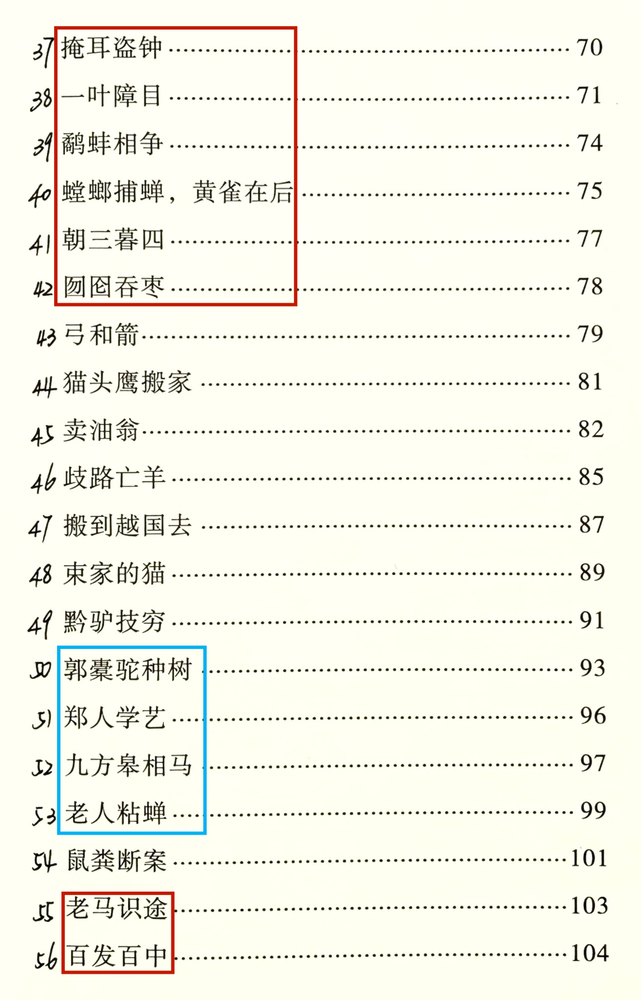 37 掩耳盗钟 70
38 一叶障目 71
39 鹬蚌相争 74
40 螳螂捕蝉，黄雀在后 75
41 朝三暮四 77
42 囫囵吞枣 78
43 弓和箭 79
44 猫头鹰搬家 81
45 卖油翁 82
46 歧路亡羊 85
47 搬到越国去 87
48 束家的猫 89
49 黔驴技穷 91
50 郭橐驼种树 93
51 郑人学艺 96
52 九方皋相马 97
53 老人粘蝉 99
54 鼠粪断案 101
55 老马识途 103
56 百发百中 104